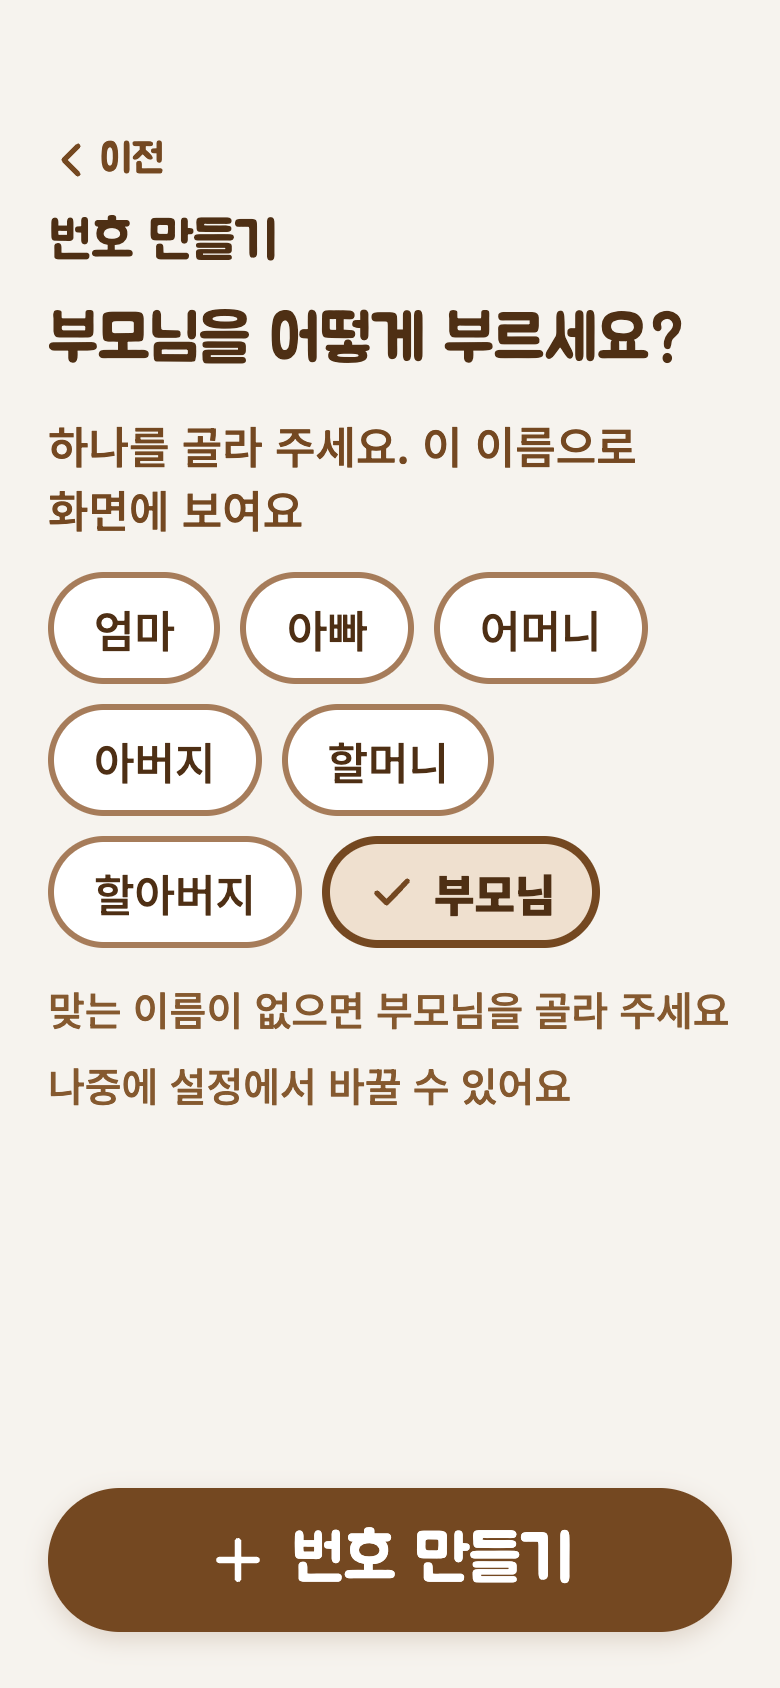 이전
번호 만들기
부모님을 어떻게 부르세요?
하나를 골라 주세요. 이 이름으로
화면에 보여요
엄마 아빠 어머니
아버지 할머니
할아버지 부모님
맞는 이름이 없으면 부모님을 골라 주세요
나중에 설정에서 바꿀 수 있어요
번호 만들기